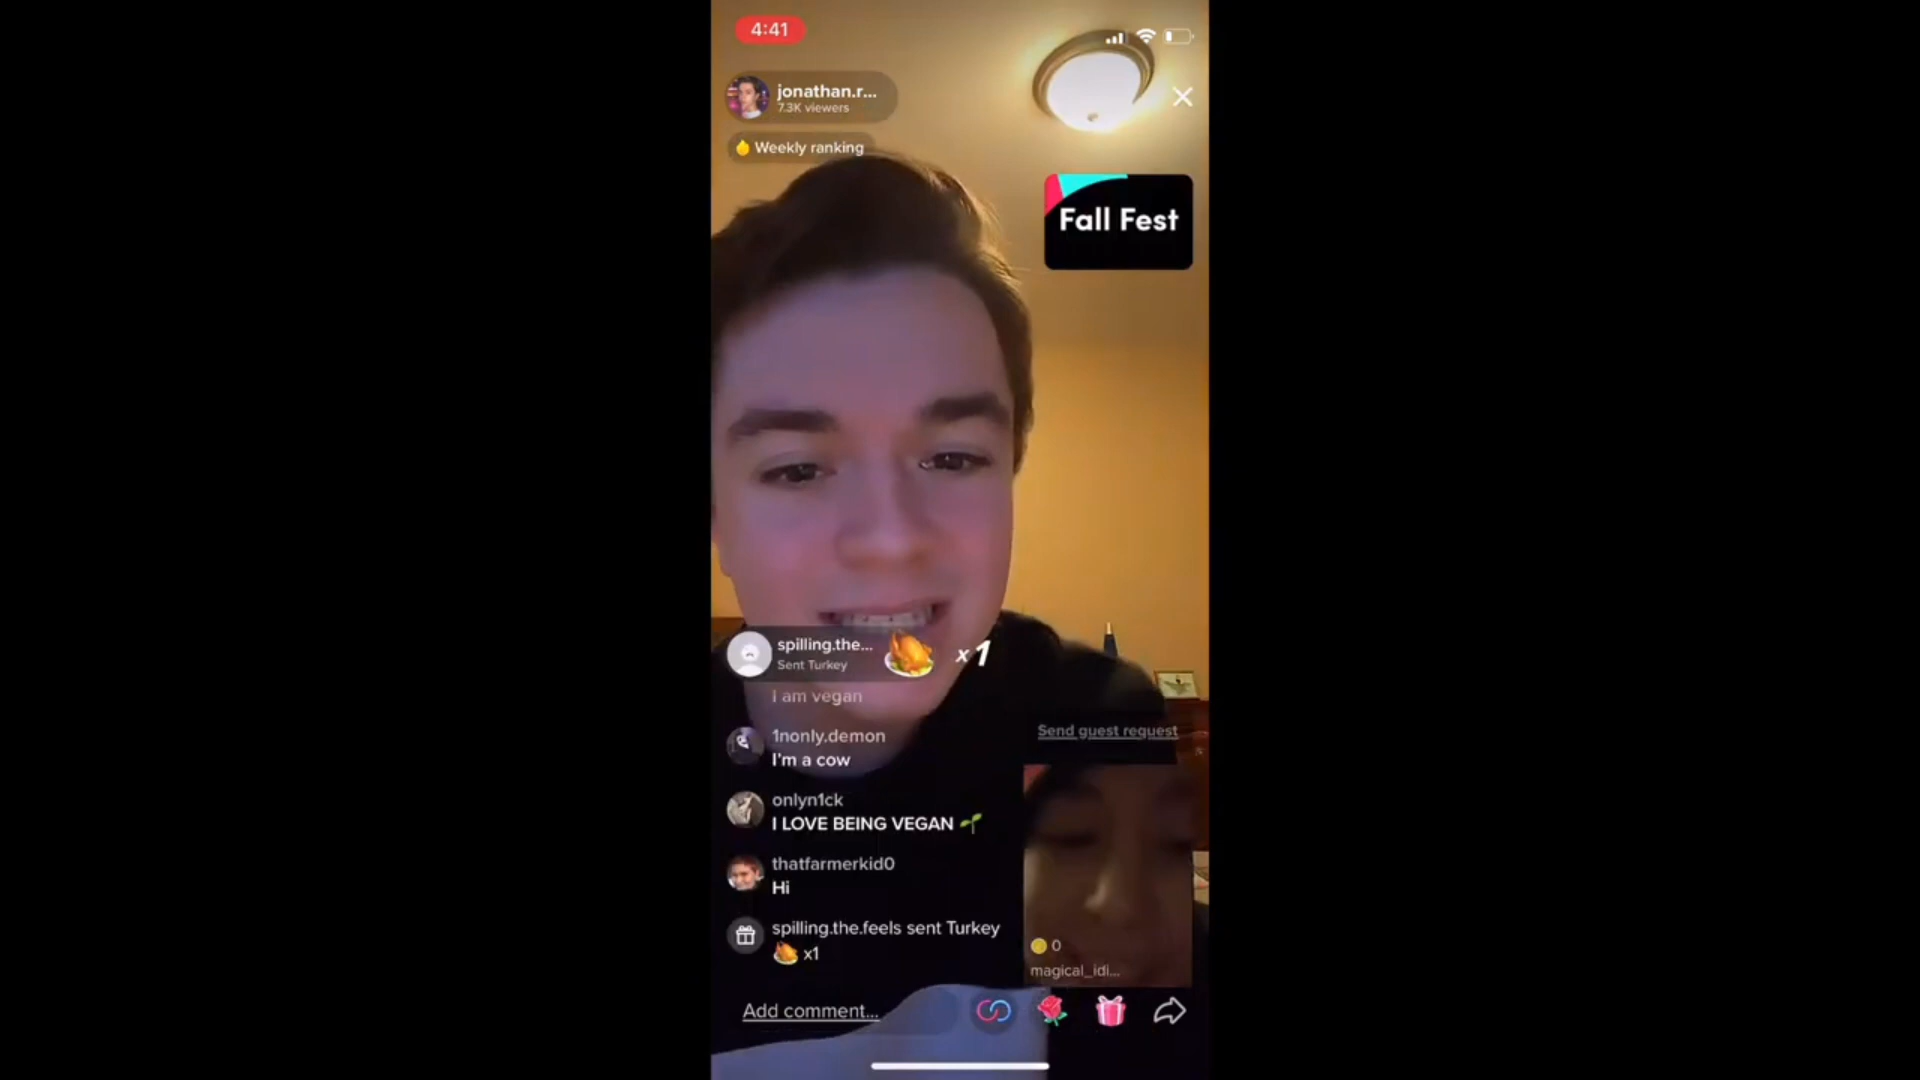 4:41
jonathan.r...
7.3K viewers
Weekly ranking
Fall Fest
spilling.the...
Sent Turkey
x1
I am vegan
1nonly.demon
I'm a cow
onlyn1ck
I LOVE BEING VEGAN
thatfarmerkid0
Hi
spilling.the.feels sent Turkey
x1
Send guest request
0
magical_idi...
Add comment...